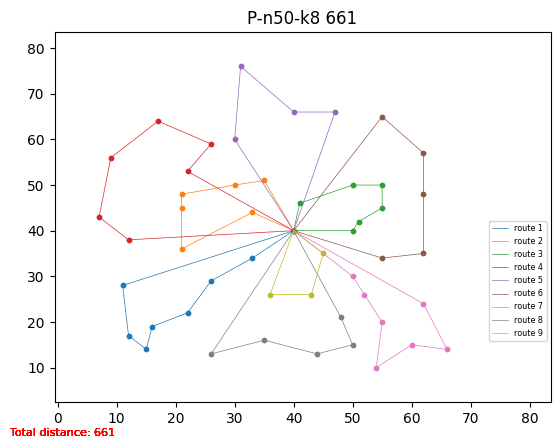 P-n50-k8 661
80
70
60
50
40
30
20
10
0 10 20 30 40 50 60 70 80
route 1
route 2
route 3
route 4
route 5
route 6
route 7
route 8
route 9
Total distance: 661